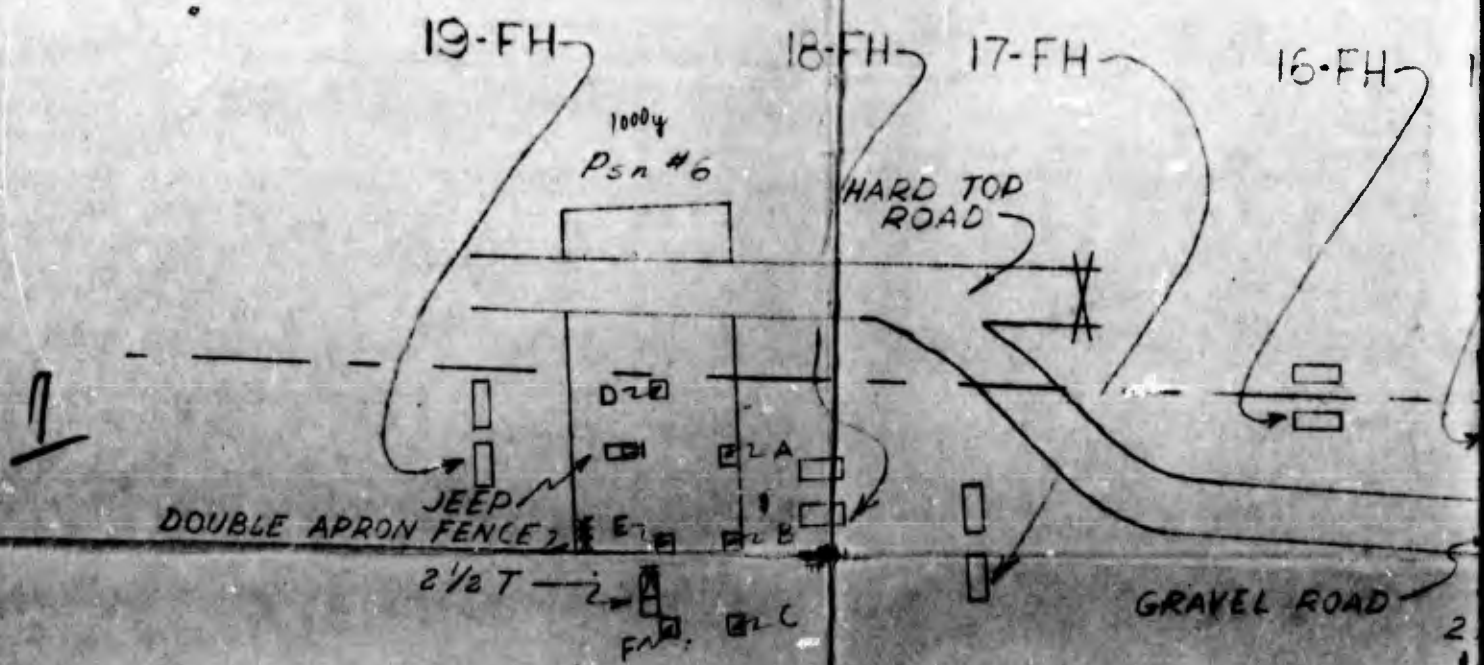 19-FH
18-FH
17-FH
16-FH
1000y
Psn #6
HARD TOP
ROAD
D
A
JEEP
DOUBLE APRON FENCE
E
B
2 1/2 T
C
F
GRAVEL ROAD
2